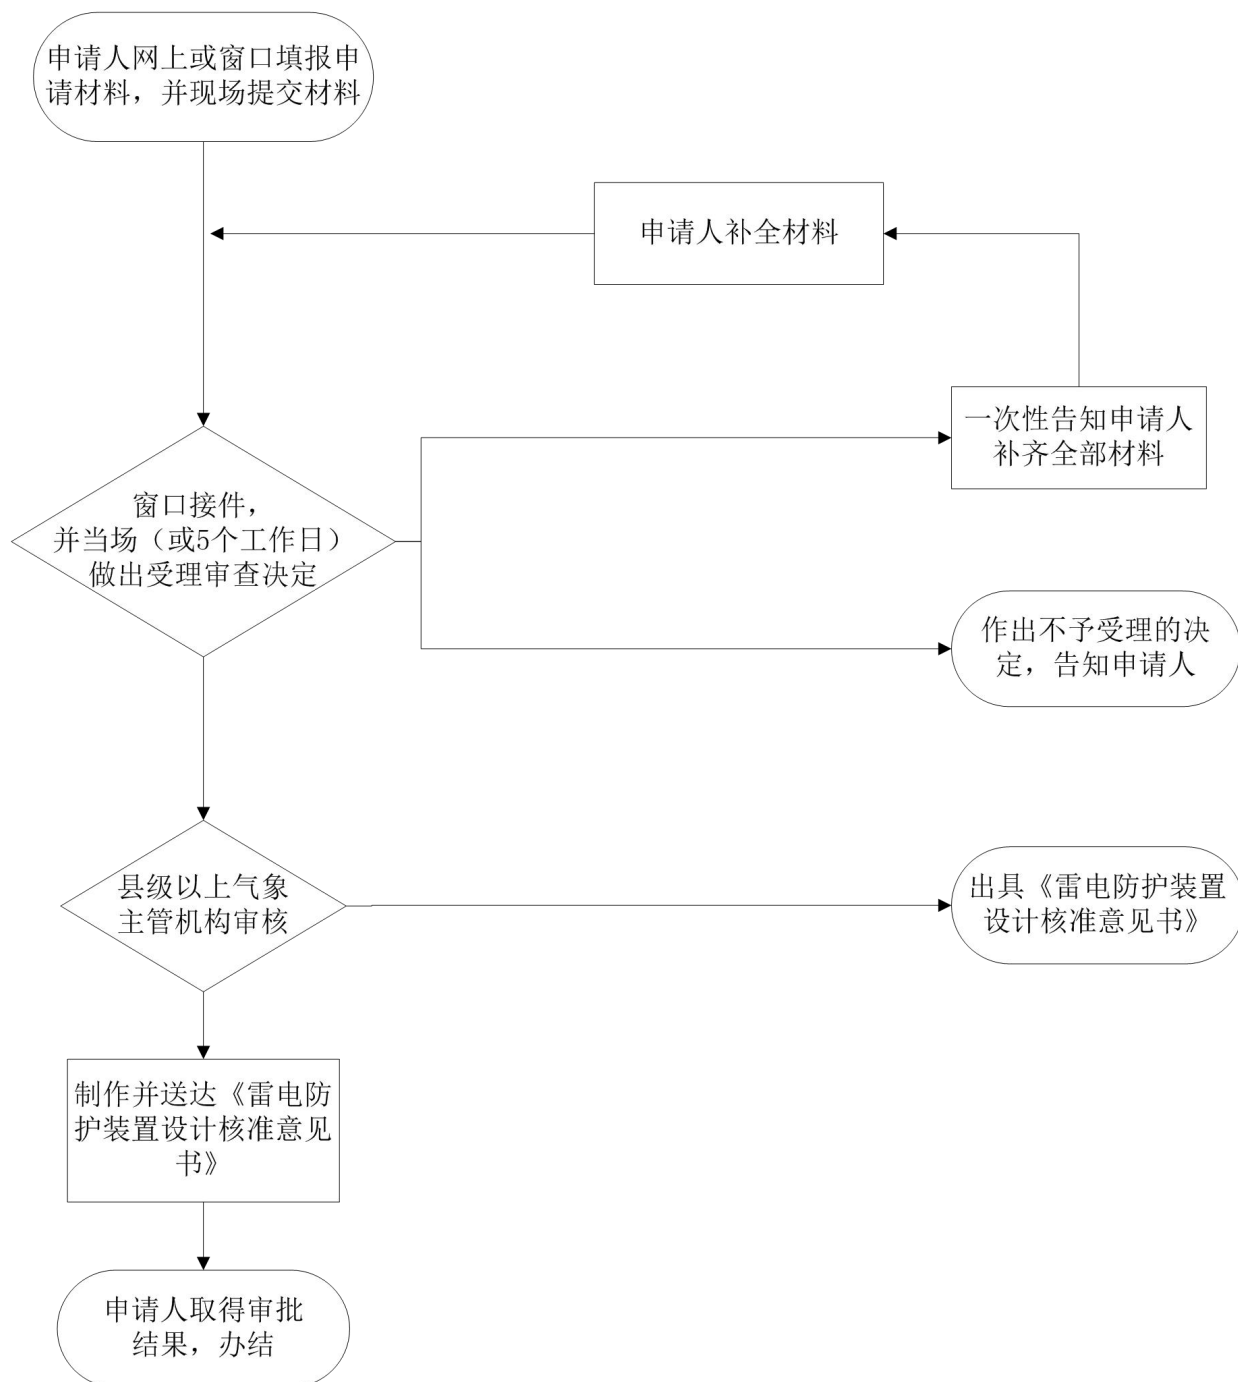 申请人网上或窗口填报申
请材料，并现场提交材料
申请人补全材料
一次性告知申请人
补齐全部材料
窗口接件，
并当场（或5个工作日）
做出受理审查决定
作出不予受理的决
定，告知申请人
县级以上气象
主管机构审核
出具《雷电防护装置
设计核准意见书》
制作并送达《雷电防
护装置设计核准意见
书》
申请人取得审批
结果，办结